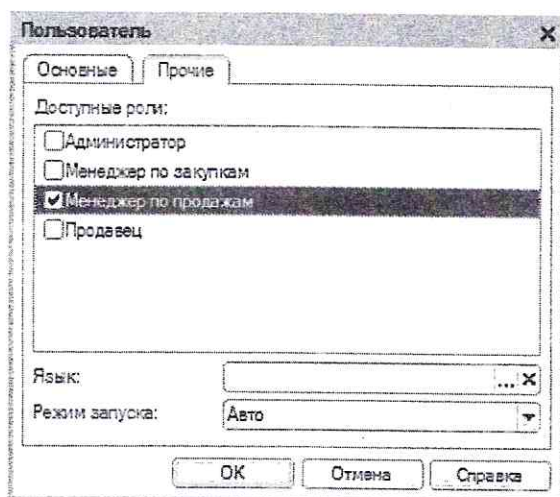 Пользователь
Основные Прочие
Доступные роли:
Администратор
Менеджер по закупкам
Менеджер по продажам
Продавец
Язык: ...
Режим запуска: Авто
ОК Отмена Справка